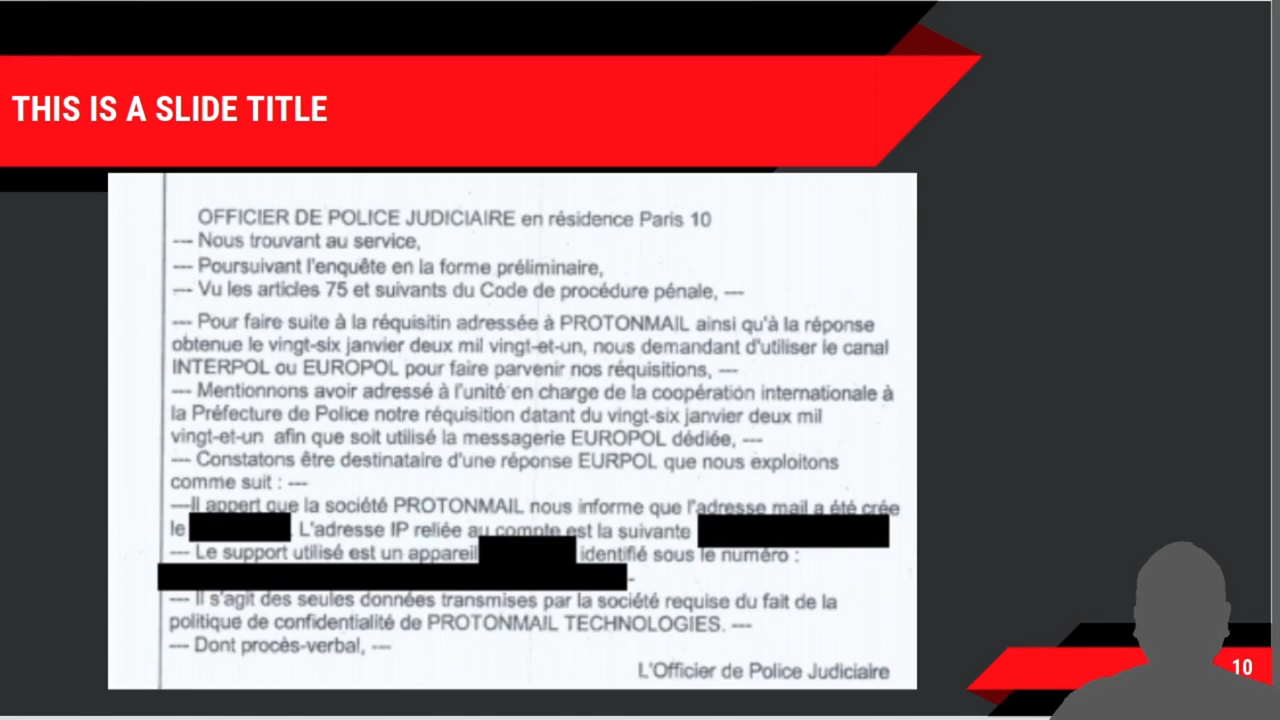 THIS IS A SLIDE TITLE
OFFICIER DE POLICE JUDICIAIRE en résidence Paris 10
--- Nous trouvant au service,
--- Poursuivant l'enquête en la forme préliminaire,
--- Vu les articles 75 et suivants du Code de procédure pénale, ---
--- Pour faire suite à la réquisitin adressée à PROTONMAIL ainsi qu'à la réponse
obtenue le vingt-six janvier deux mil vingt-et-un, nous demandant d'utiliser le canal
INTERPOL ou EUROPOL pour faire parvenir nos réquisitions, ---
--- Mentionnons avoir adressé à l'unité en charge de la coopération internationale à
la Préfecture de Police notre réquisition datant du vingt-six janvier deux mil
vingt-et-un afin que soit utilisé la messagerie EUROPOL dédiée, ---
--- Constatons être destinataire d'une réponse EURPOL que nous exploitons
comme suit : ---
---Il appert que la société PROTONMAIL nous informe que l'adresse mail a été crée
le . L'adresse IP reliée au compte est la suivante
--- Le support utilisé est un appareil identifié sous le numéro :
-
--- Il s'agit des seules données transmises par la société requise du fait de la
politique de confidentialité de PROTONMAIL TECHNOLOGIES. ---
--- Dont procès-verbal, ---
L'Officier de Police Judiciaire
10